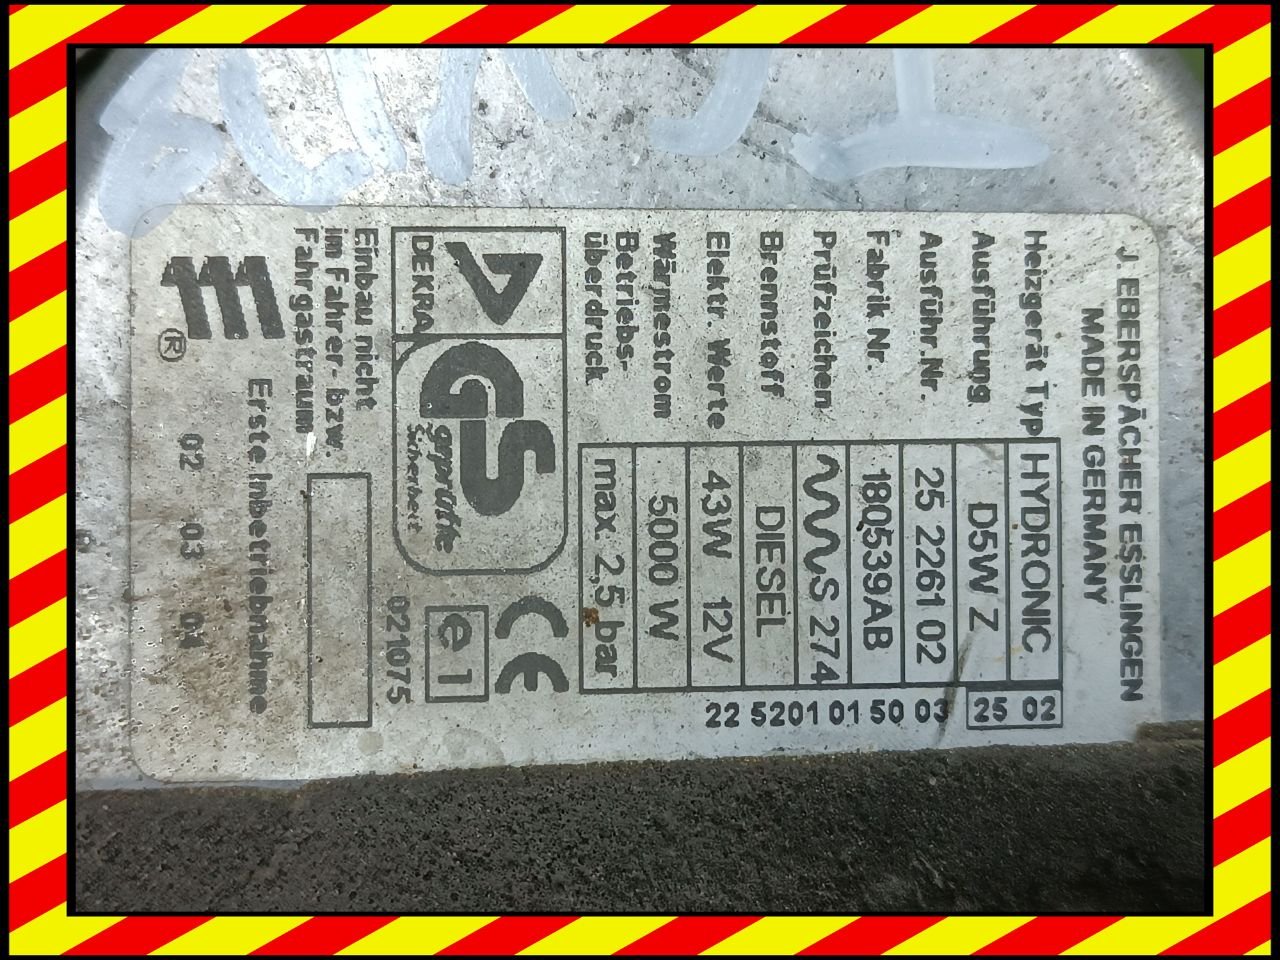 J. EBERSPÄCHER ESSLINGEN
MADE IN GERMANY
Heizgerät Typ HYDRONIC 25 02
Ausführung D5W Z
Ausführ.Nr. 25 2261 02
Fabrik Nr. 180539AB
Prüfzeichen S 274
Brennstoff DIESEL
Elektr. Werte 43W 12V
Wärmestrom 5000 W
Betriebs-
überdruck max. 2,5 bar
22 5201 01 50 03
DEKRA GS geprüfte
Sicherheit
CE
e 1
021075
Einbau nicht
im Fahrer- bzw.
Fahrgastraum
Erste Inbetriebnahme
02 03 04
®